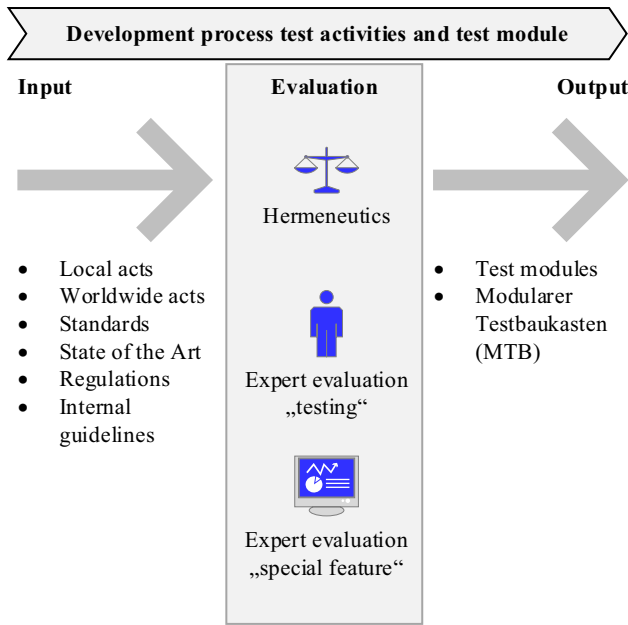 Development process test activities and test module
Input
Evaluation
Output
Hermeneutics
• Local acts
• Worldwide acts
• Standards
• State of the Art
• Regulations
• Internal
guidelines
Expert evaluation
„testing“
Expert evaluation
„special feature“
• Test modules
• Modularer
Testbaukasten
(MTB)